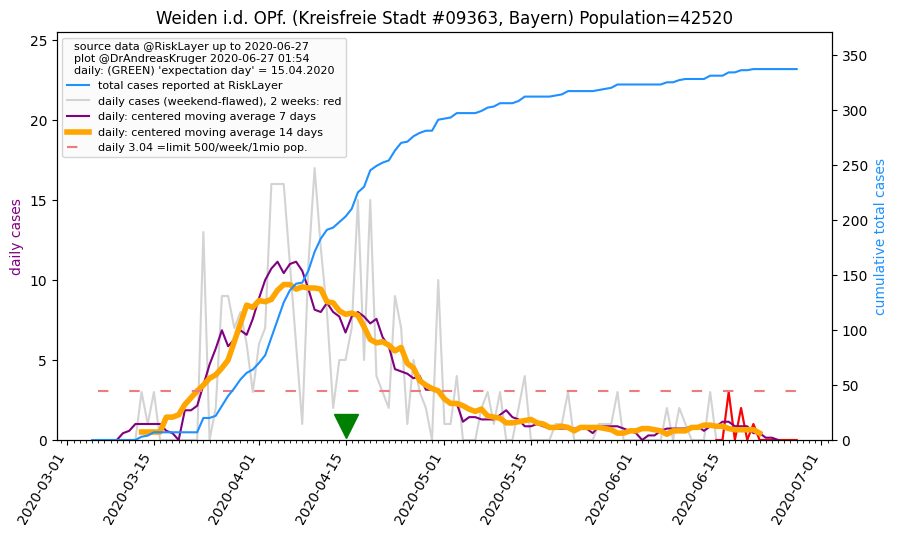 Weiden i.d. OPf. (Kreisfreie Stadt #09363, Bayern) Population=42520
source data @RiskLayer up to 2020-06-27
plot @DrAndreasKruger 2020-06-27 01:54
daily: (GREEN) 'expectation day' = 15.04.2020
total cases reported at RiskLayer
daily cases (weekend-flawed), 2 weeks: red
daily: centered moving average 7 days
daily: centered moving average 14 days
daily 3.04 =limit 500/week/1mio pop.
daily cases
25
20
15
10
5
0
350
300
250
200
150
100
50
0
cumulative total cases
2020-03-01
2020-03-15
2020-04-01
2020-04-15
2020-05-01
2020-05-15
2020-06-01
2020-06-15
2020-07-01